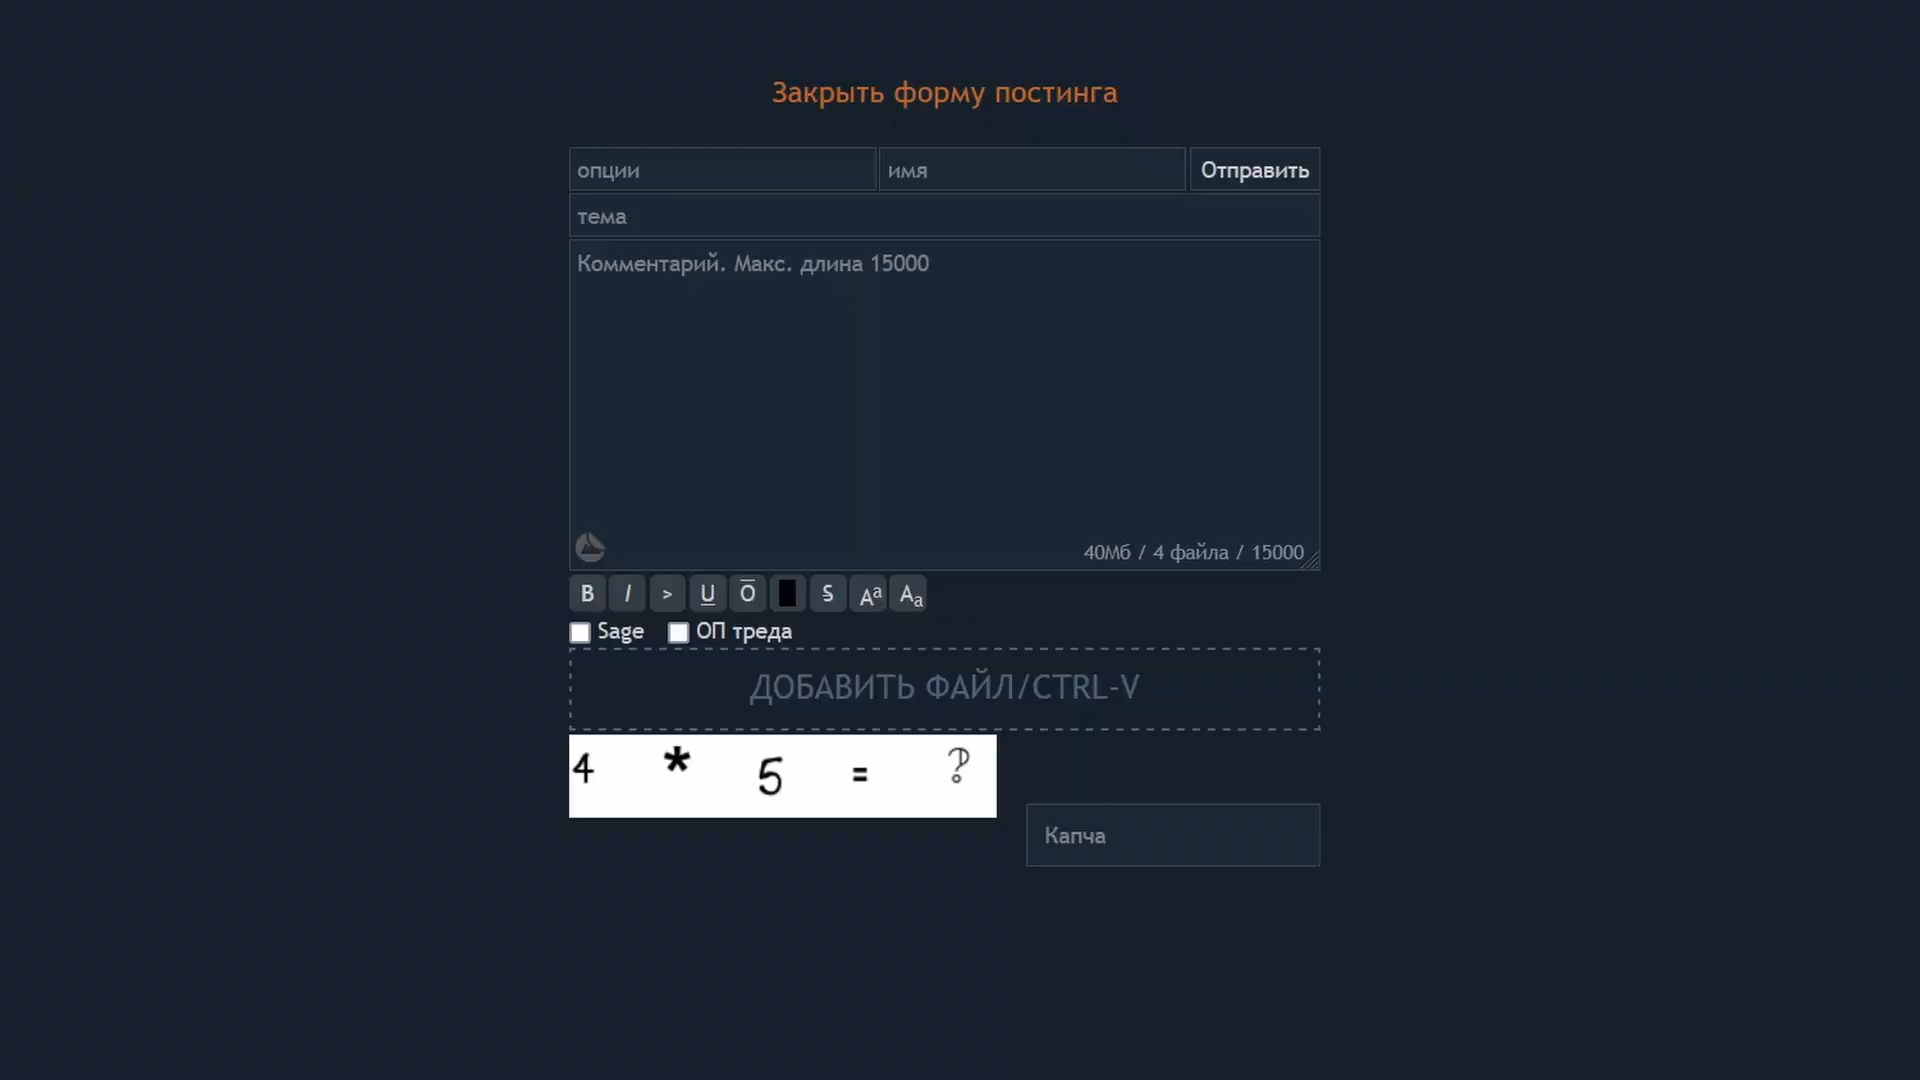 Закрыть форму постинга
опции имя Отправить
тема
Комментарий. Макс. длина 15000
40Мб / 4 файла / 15000
B I > U O S Aa Aa
Sage ОП треда
ДОБАВИТЬ ФАЙЛ/CTRL-V
4 * 5 = ?
Капча